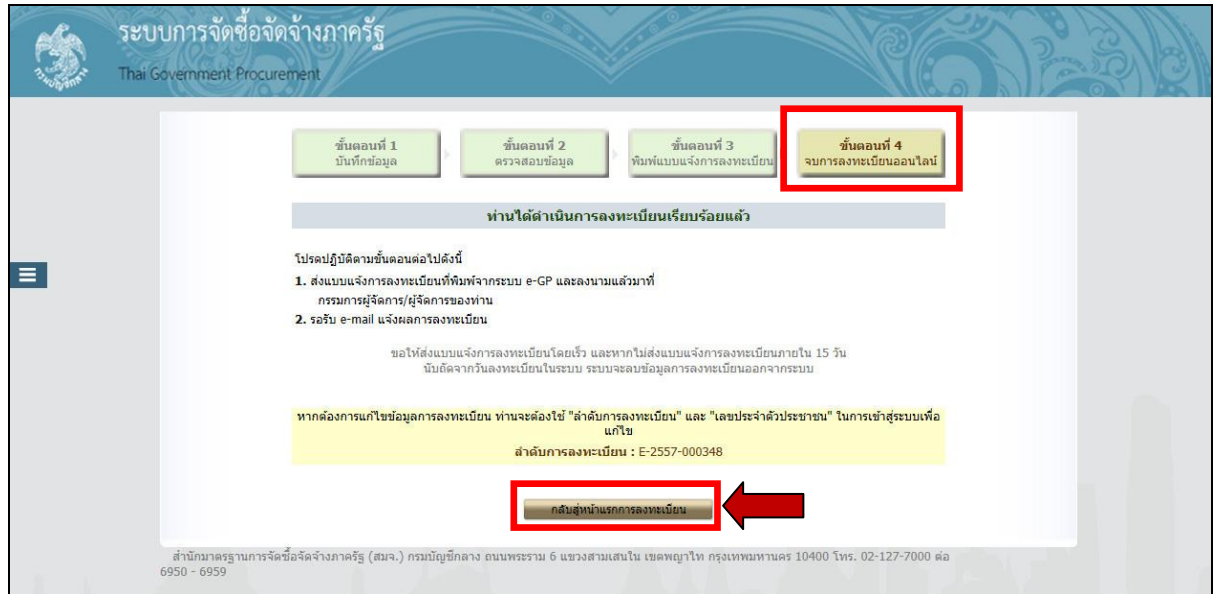 ระบบการจัดซื้อจัดจ้างภาครัฐ
Thai Government Procurement
กรมบัญชีกลาง
ขั้นตอนที่ 1
บันทึกข้อมูล
ขั้นตอนที่ 2
ตรวจสอบข้อมูล
ขั้นตอนที่ 3
พิมพ์แบบแจ้งการลงทะเบียน
ขั้นตอนที่ 4
จบการลงทะเบียนออนไลน์
ท่านได้ดำเนินการลงทะเบียนเรียบร้อยแล้ว
โปรดปฏิบัติตามขั้นตอนต่อไปดังนี้
1. ส่งแบบแจ้งการลงทะเบียนที่พิมพ์จากระบบ e-GP และลงนามแล้วมาที่
กรรมการผู้จัดการ/ผู้จัดการของท่าน
2. รอรับ e-mail แจ้งผลการลงทะเบียน
ขอให้ส่งแบบแจ้งการลงทะเบียนโดยเร็ว และหากไม่ส่งแบบแจ้งการลงทะเบียนภายใน 15 วัน
นับถัดจากวันลงทะเบียนในระบบ ระบบจะลบข้อมูลการลงทะเบียนออกจากระบบ
หากต้องการแก้ไขข้อมูลการลงทะเบียน ท่านจะต้องใช้ "ลำดับการลงทะเบียน" และ "เลขประจำตัวประชาชน" ในการเข้าสู่ระบบเพื่อ
แก้ไข
ลำดับการลงทะเบียน : E-2557-000348
กลับสู่หน้าแรกการลงทะเบียน
สำนักมาตรฐานการจัดซื้อจัดจ้างภาครัฐ (สมจ.) กรมบัญชีกลาง ถนนพระราม 6 แขวงสามเสนใน เขตพญาไท กรุงเทพมหานคร 10400 โทร. 02-127-7000 ต่อ
6950 - 6959